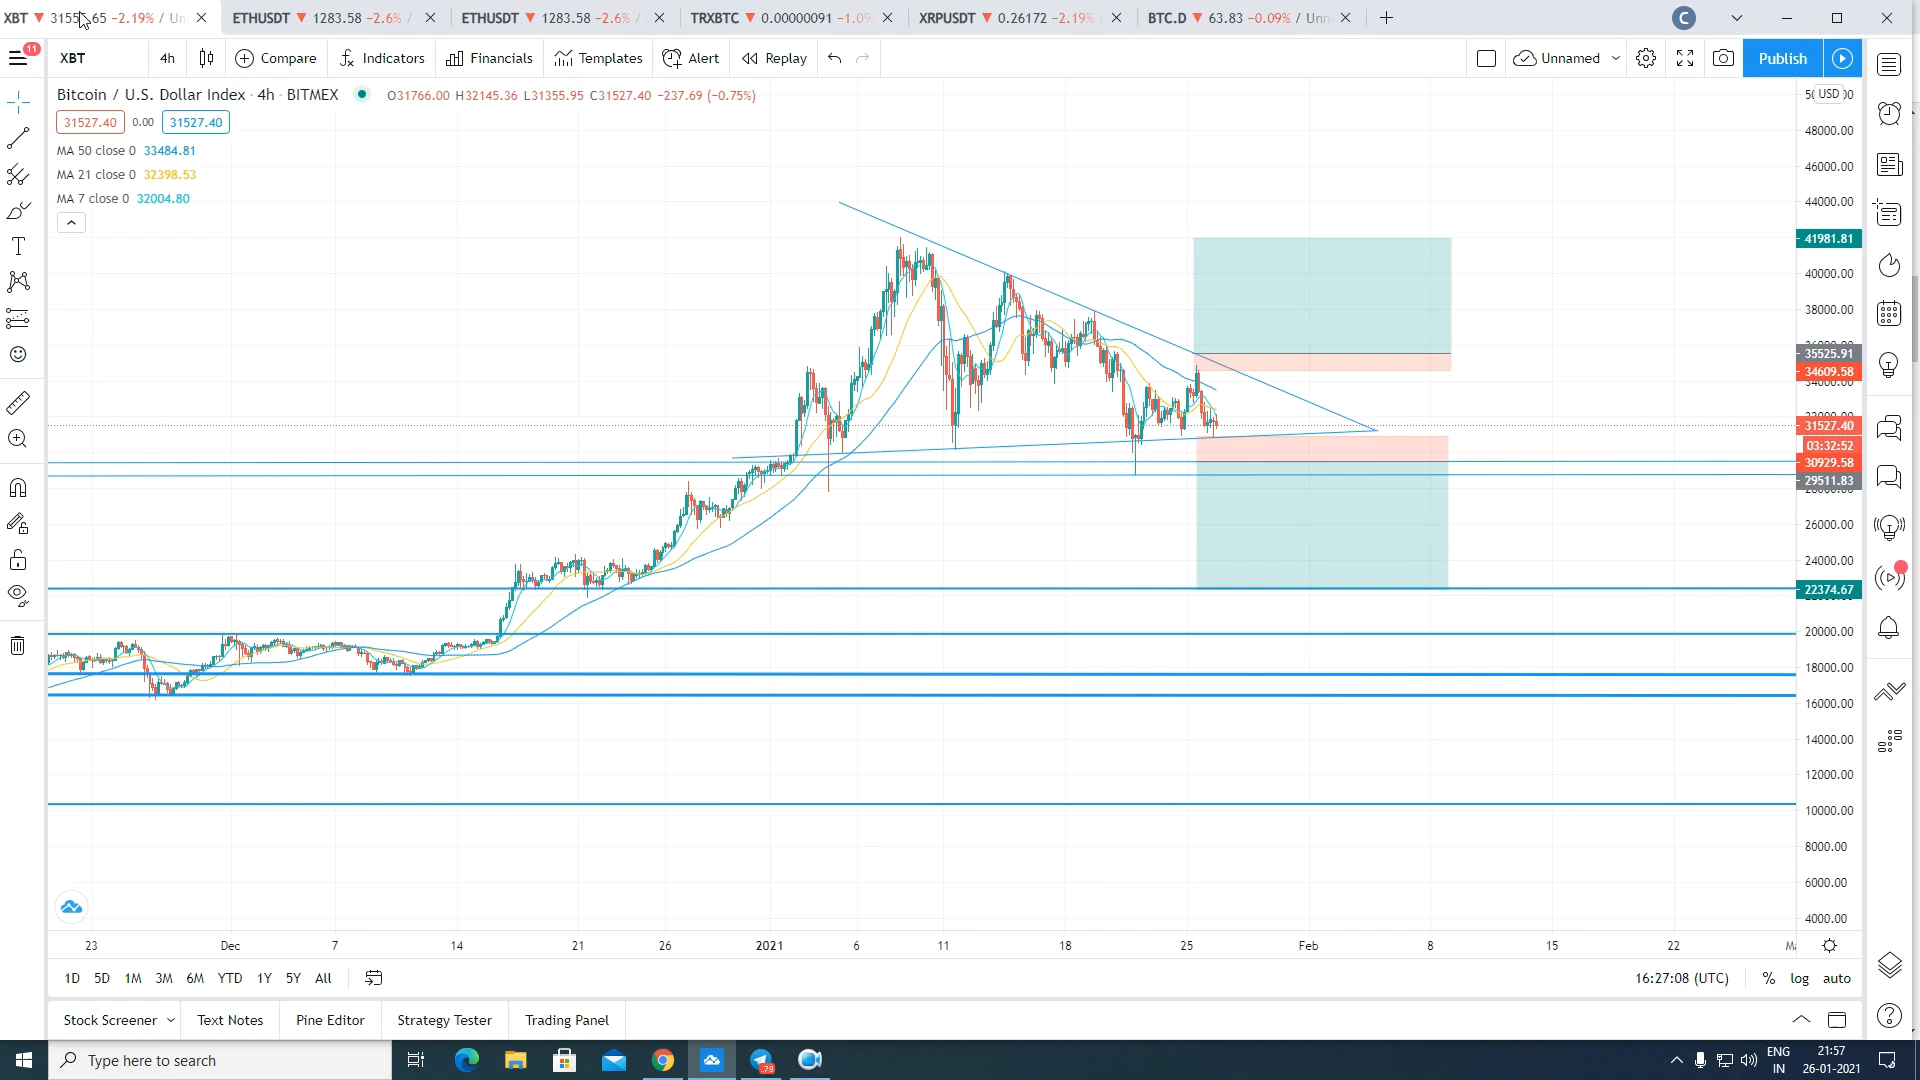 XBT 3155 65 −2.19% / Un
ETHUSDT 1283.58 −2.6% /
ETHUSDT 1283.58 −2.6% /
TRXBTC 0.00000091 −1.09
XRPUSDT 0.26172 −2.19%
BTC.D 63.83 −0.09% / Unn
C
11
XBT
4h
Compare
Indicators
Financials
Templates
Alert
Replay
Unnamed
Publish
Bitcoin / U.S. Dollar Index · 4h · BITMEX
O31766.00 H32145.36 L31355.95 C31527.40 −237.69 (−0.75%)
31527.40 0.00 31527.40
MA 50 close 0 33484.81
MA 21 close 0 32398.53
MA 7 close 0 32004.80
USD
48000.00
46000.00
44000.00
41981.81
40000.00
38000.00
35525.91
34609.58
34000.00
31527.40
03:32:52
30929.58
29511.83
26000.00
24000.00
22374.67
20000.00
18000.00
16000.00
14000.00
12000.00
10000.00
8000.00
6000.00
4000.00
23 Dec 7 14 21 26 2021 6 11 18 25 Feb 8 15 22
1D 5D 1M 3M 6M YTD 1Y 5Y All
16:27:08 (UTC) % log auto
Stock Screener
Text Notes
Pine Editor
Strategy Tester
Trading Panel
Type here to search
79
ENG
IN
21:57
26-01-2021